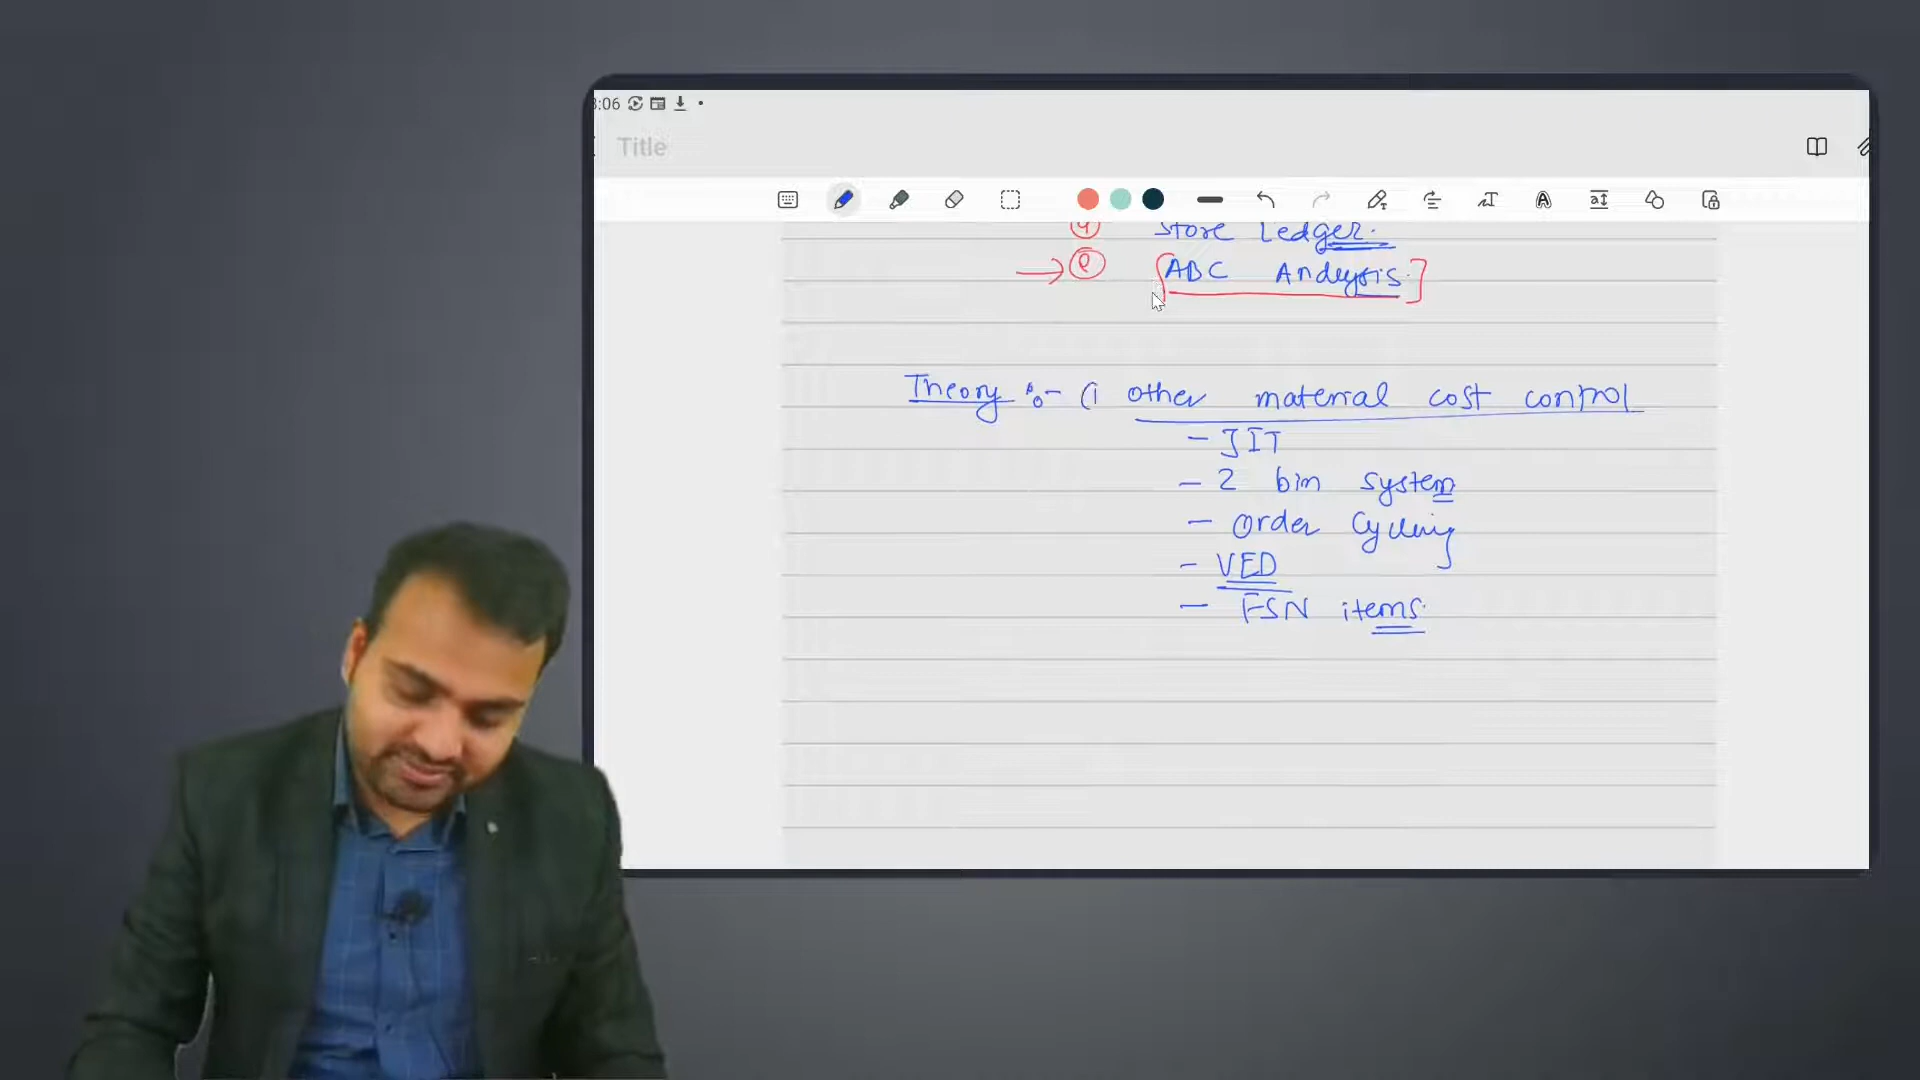 3:06
Title
(4) Store Ledger.
→ (e) [ABC Analysis.]
Theory :- (i other material cost control
- JIT
- 2 bin system
- Order Cycling
- VED
- FSN items.